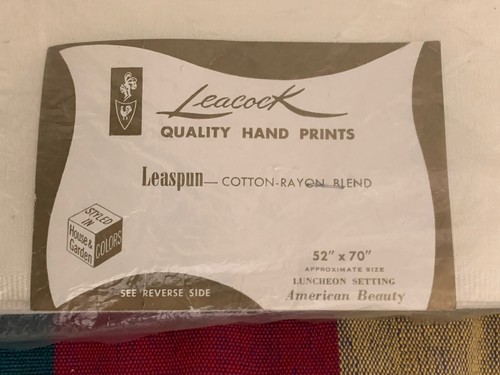 Leacock
QUALITY HAND PRINTS
Leaspun—COTTON-RAYON BLEND
STYLED
IN
House &
Garden
COLORS
52" x 70"
APPROXIMATE SIZE
LUNCHEON SETTING
American Beauty
SEE REVERSE SIDE